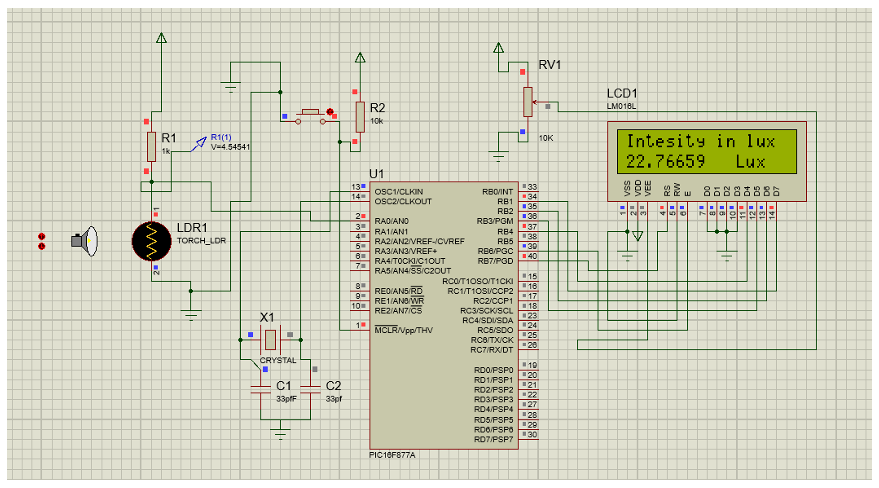 RV1
10K
LCD1
LM016L
Intesity in lux
22.76659 Lux
VSS
VDD
VEE
RS
RW
E
D0
D1
D2
D3
D4
D5
D6
D7
1
2
3
4
5
6
7
8
9
10
11
12
13
14
R1
1k
R1(1)
V=4.54541
R2
10k
LDR1
TORCH_LDR
1
2
X1
CRYSTAL
C1
33pfF
C2
33pf
U1
13 OSC1/CLKIN
14 OSC2/CLKOUT
2 RA0/AN0
3 RA1/AN1
4 RA2/AN2/VREF-/CVREF
5 RA3/AN3/VREF+
6 RA4/T0CKI/C1OUT
7 RA5/AN4/SS/C2OUT
8 RE0/AN5/RD
9 RE1/AN6/WR
10 RE2/AN7/CS
1 MCLR/Vpp/THV
RB0/INT 33
RB1 34
RB2 35
RB3/PGM 36
RB4 37
RB5 38
RB6/PGC 39
RB7/PGD 40
RC0/T1OSO/T1CKI 15
RC1/T1OSI/CCP2 16
RC2/CCP1 17
RC3/SCK/SCL 18
RC4/SDI/SDA 23
RC5/SDO 24
RC6/TX/CK 25
RC7/RX/DT 26
RD0/PSP0 19
RD1/PSP1 20
RD2/PSP2 21
RD3/PSP3 22
RD4/PSP4 27
RD5/PSP5 28
RD6/PSP6 29
RD7/PSP7 30
PIC16F877A